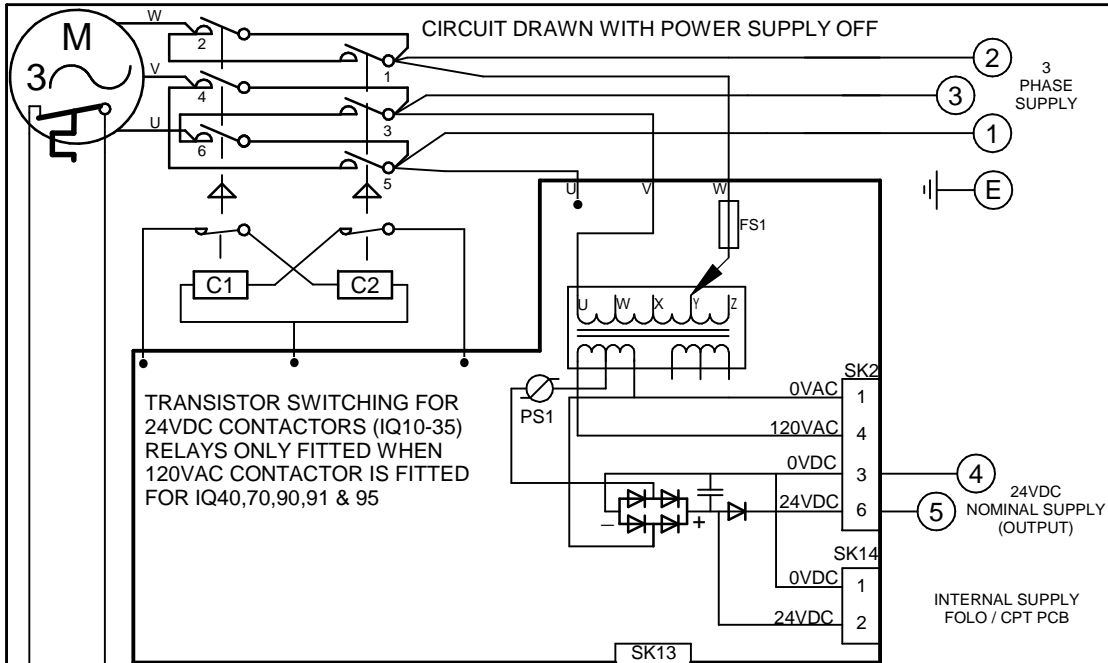 CIRCUIT DRAWN WITH POWER SUPPLY OFF
W
M
3
V
U
2
1
4
3
6
5
2
3
PHASE
SUPPLY
3
1
E
U
V
W
FS1
C1
C2
U W X Y Z
TRANSISTOR SWITCHING FOR
24VDC CONTACTORS (IQ10-35)
RELAYS ONLY FITTED WHEN
120VAC CONTACTOR IS FITTED
FOR IQ40,70,90,91 & 95
PS1
SK2
0VAC 1
120VAC 4
0VDC 3
24VDC 6
4
5
24VDC
NOMINAL SUPPLY
(OUTPUT)
− +
SK14
0VDC 1
24VDC 2
INTERNAL SUPPLY
FOLO / CPT PCB
SK13